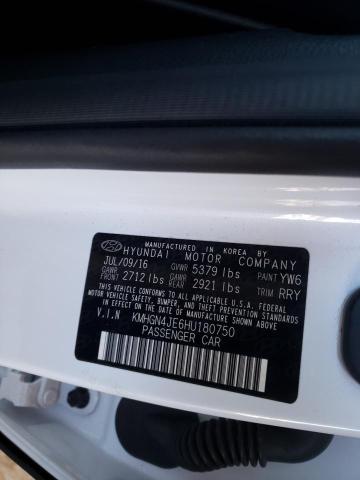 MANUFACTURED IN KOREA BY
HYUNDAI MOTOR COMPANY
JUL/09/16 GVWR 5379 lbs PAINT YW6
GAWR FRONT 2712 lbs GAWR REAR 2921 lbs TRIM RRY
THIS VEHICLE CONFORMS TO ALL APPLICABLE U.S.A. FEDERAL
MOTOR VEHICLE SAFETY, BUMPER, AND THEFT PREVENTION
STANDARDS IN EFFECT ON THE DATE OF MANUFACTURE SHOWN ABOVE.
V.I.N KMHGN4JE6HU180750
PASSENGER CAR